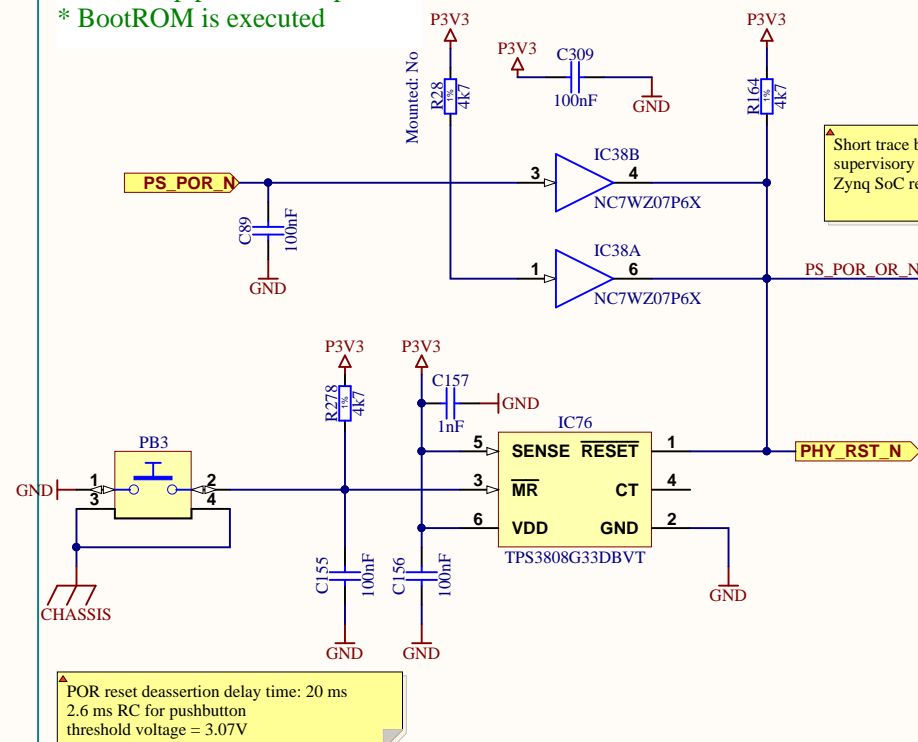 * BootROM is executed
P3V3
P3V3
P3V3
C309
100nF
GND
Mounted: No
R28
1%
4k7
R164
1%
4k7
Short trace b
supervisory
Zynq SoC re
PS_POR_N
C89
100nF
GND
3
IC38B
4
NC7WZ07P6X
1
IC38A
6
NC7WZ07P6X
PS_POR_OR_N
P3V3
P3V3
R278
1%
4k7
C157
1nF
GND
IC76
5
SENSE
RESET
1
PHY_RST_N
3
MR
CT
4
6
VDD
GND
2
TPS3808G33DBVT
GND
PB3
GND
1
2
3
4
CHASSIS
C155
100nF
GND
C156
100nF
GND
POR reset deassertion delay time: 20 ms
2.6 ms RC for pushbutton
threshold voltage = 3.07V